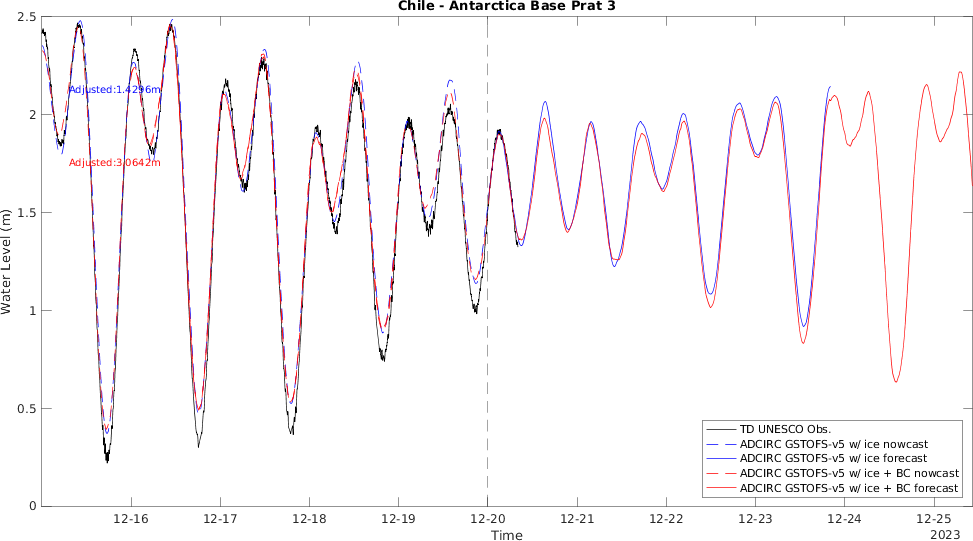 Chile - Antarctica Base Prat 3
2.5
2
1.5
1
0.5
0
Water Level (m)
Adjusted:1.4296m
Adjusted:3.0642m
TD UNESCO Obs.
ADCIRC GSTOFS-v5 w/ ice nowcast
ADCIRC GSTOFS-v5 w/ ice forecast
ADCIRC GSTOFS-v5 w/ ice + BC nowcast
ADCIRC GSTOFS-v5 w/ ice + BC forecast
12-16 12-17 12-18 12-19 12-20 12-21 12-22 12-23 12-24 12-25
2023
Time